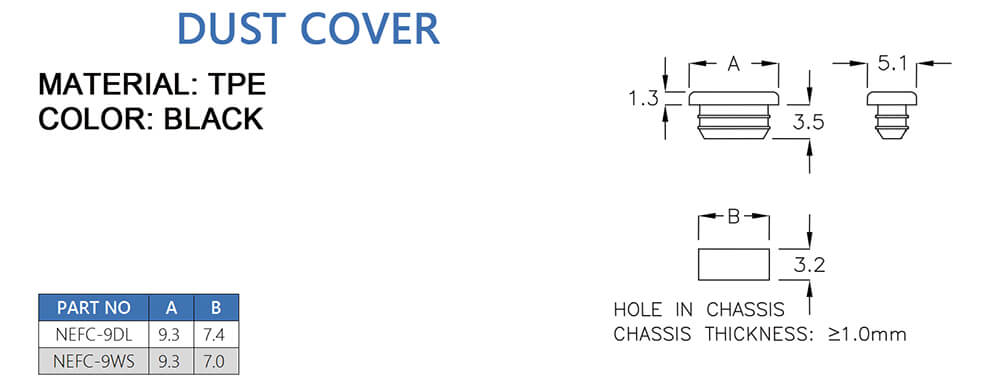 DUST COVER
MATERIAL: TPE
COLOR: BLACK
A
5.1
1.3
3.5
B
3.2
HOLE IN CHASSIS
CHASSIS THICKNESS: ≥1.0mm
PART NO A B
NEFC-9DL 9.3 7.4
NEFC-9WS 9.3 7.0